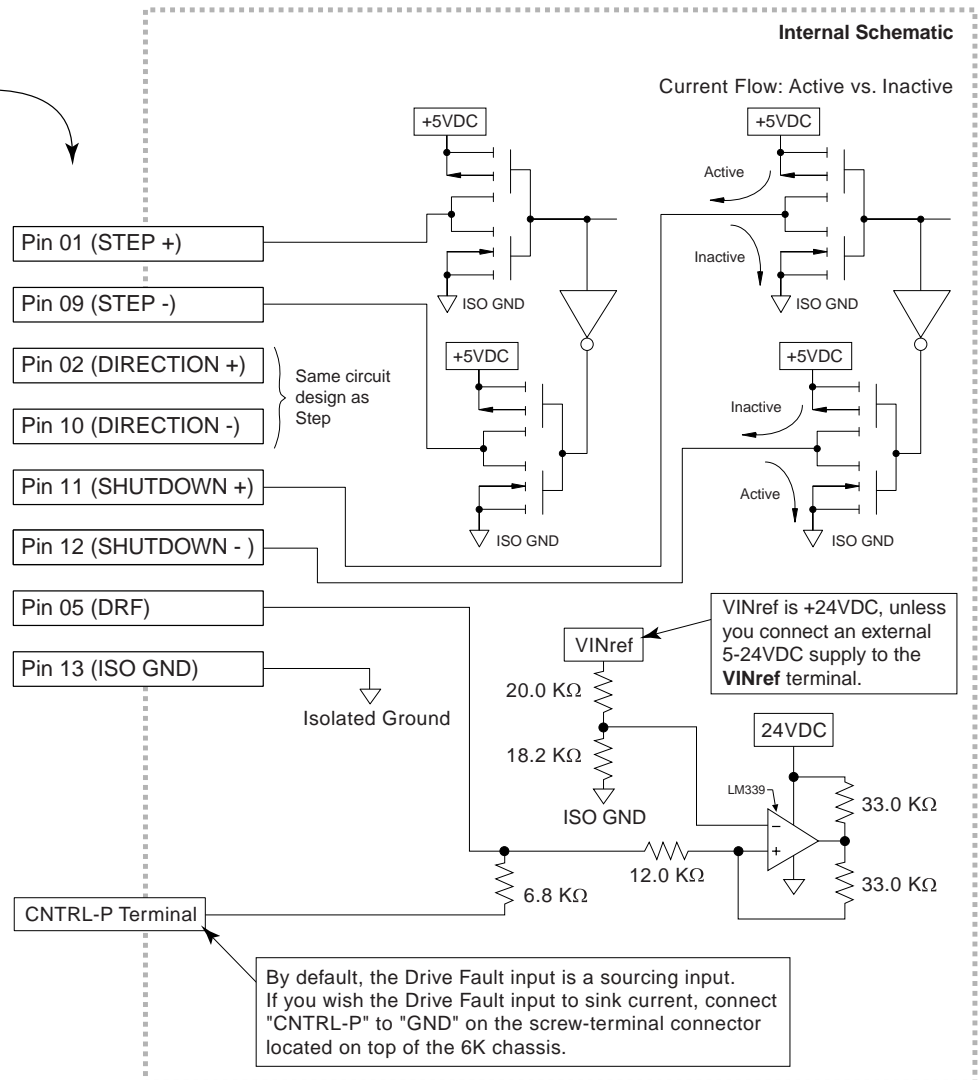 Internal Schematic
Current Flow: Active vs. Inactive
+5VDC
+5VDC
Active
Pin 01 (STEP +)
Inactive
ISO GND
ISO GND
Pin 09 (STEP -)
+5VDC
+5VDC
Pin 02 (DIRECTION +)
Same circuit
design as
Step
Inactive
Pin 10 (DIRECTION -)
Pin 11 (SHUTDOWN +)
Active
Pin 12 (SHUTDOWN - )
ISO GND
ISO GND
Pin 05 (DRF)
VINref
VINref is +24VDC, unless
you connect an external
5-24VDC supply to the
VINref terminal.
Pin 13 (ISO GND)
Isolated Ground
20.0 KΩ
24VDC
18.2 KΩ
LM339
33.0 KΩ
ISO GND
−
+
12.0 KΩ
33.0 KΩ
6.8 KΩ
CNTRL-P Terminal
By default, the Drive Fault input is a sourcing input.
If you wish the Drive Fault input to sink current, connect
"CNTRL-P" to "GND" on the screw-terminal connector
located on top of the 6K chassis.